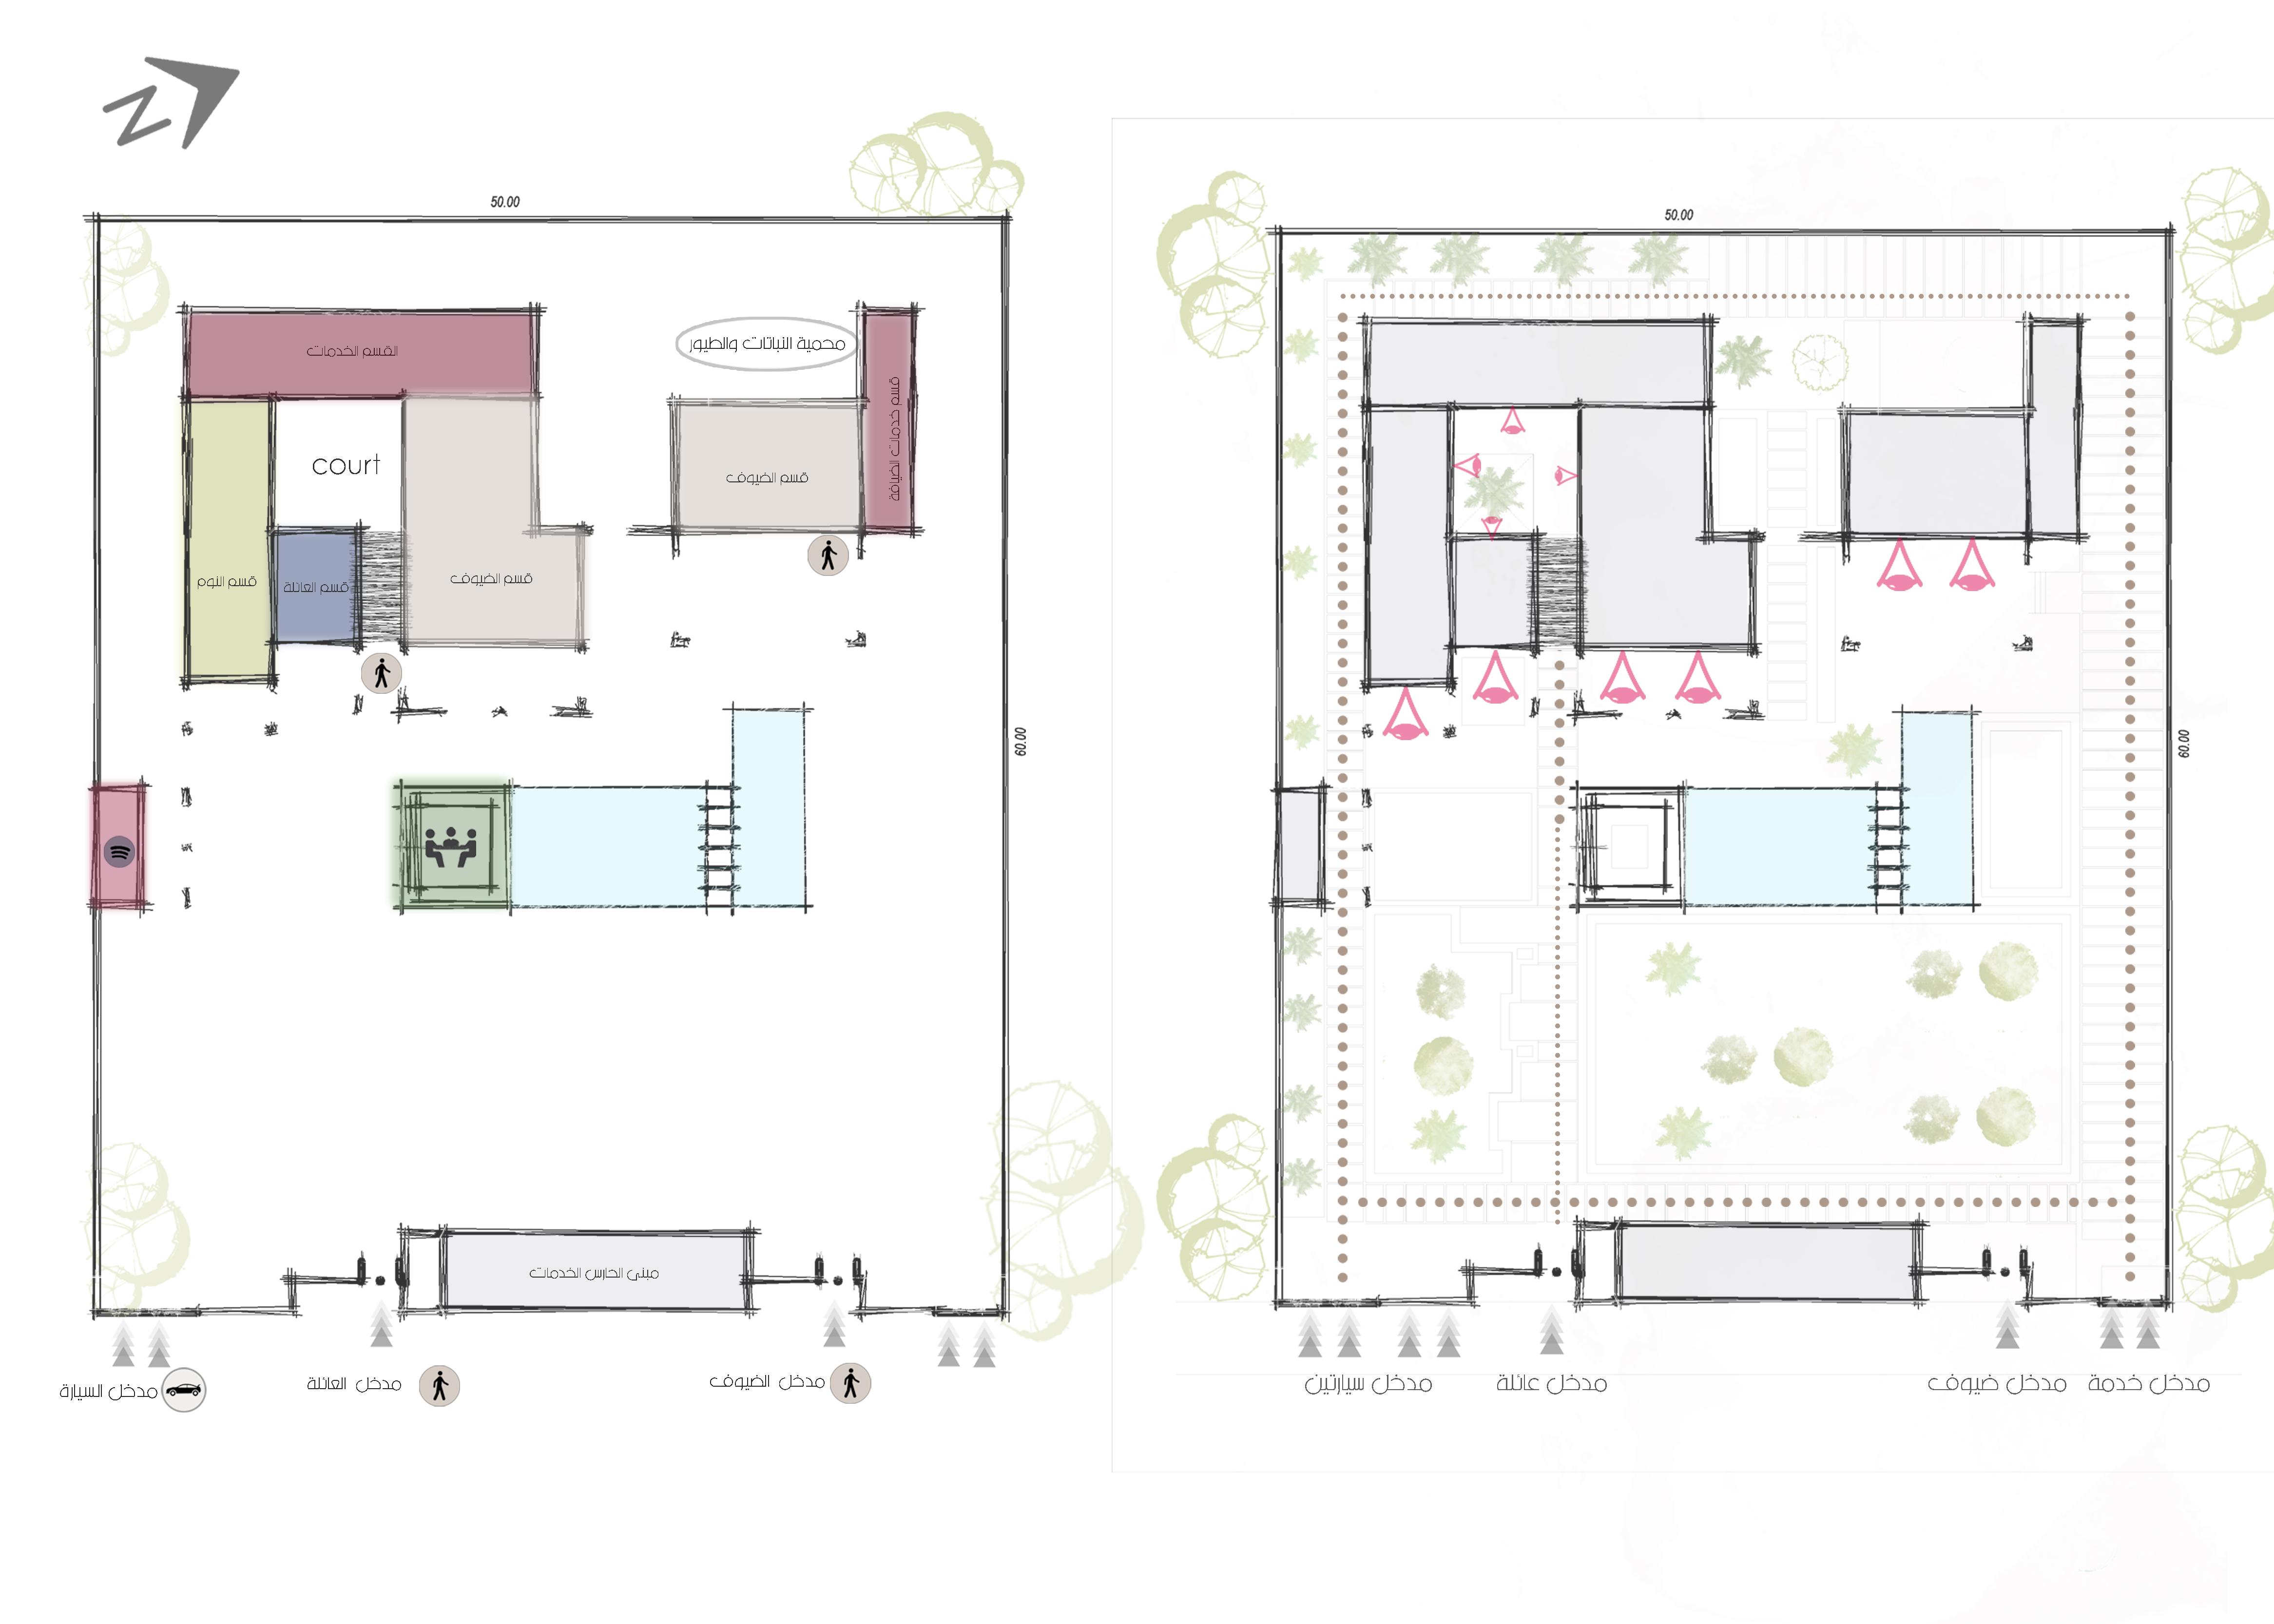 N
50.00
القسم الخدمات
محمية النباتات والطيور
قسم خدمات الضيافة
court
قسم الضيوف
قسم النوم
قسم العائلة
قسم الضيوف
60.00
مبنى الحارس الخدمات
مدخل السيارة
مدخل العائلة
مدخل الضيوف
50.00
60.00
مدخل سيارتين
مدخل عائلة
مدخل ضيوف
مدخل خدمة